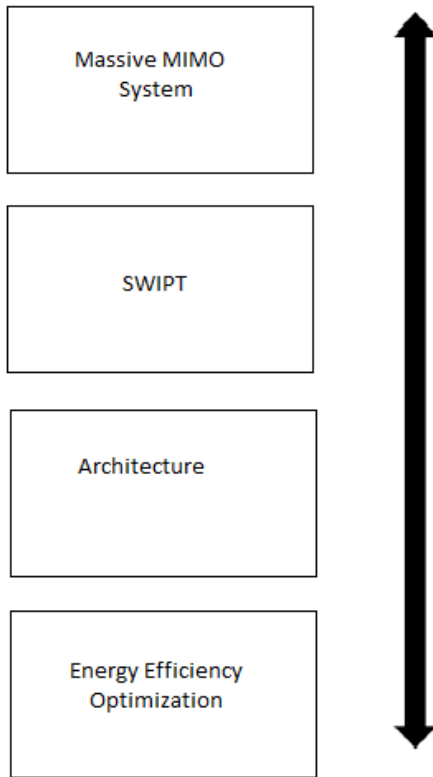 Massive MIMO
System
SWIPT
Architecture
Energy Efficiency
Optimization